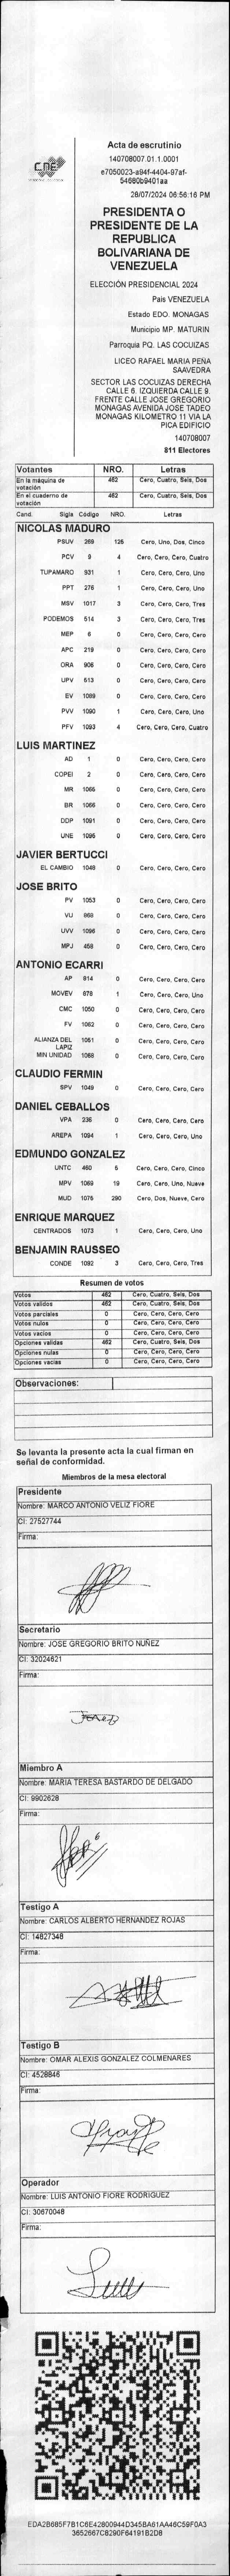 CNE
Acta de escrutinio
140708007.01.1.0001
e7050023-a94f-4404-97af-
54680b9401aa
28/07/2024 06:56:16 PM
PRESIDENTA O
PRESIDENTE DE LA
REPUBLICA
BOLIVARIANA DE
VENEZUELA
ELECCIÓN PRESIDENCIAL 2024
País VENEZUELA
Estado EDO. MONAGAS
Municipio MP. MATURIN
Parroquia PQ. LAS COCUIZAS
LICEO RAFAEL MARIA PEÑA
SAAVEDRA
SECTOR LAS COCUIZAS DERECHA
CALLE 6. IZQUIERDA CALLE 9.
FRENTE CALLE JOSE GREGORIO
MONAGAS AVENIDA JOSE TADEO
MONAGAS KILOMETRO 11 VIA LA
PICA EDIFICIO
140708007
811 Electores
Votantes NRO. Letras
En la máquina de votación 462 Cero, Cuatro, Seis, Dos
En el cuaderno de votación 462 Cero, Cuatro, Seis, Dos
Cand. Sigla Código NRO. Letras
NICOLAS MADURO
PSUV 269 125 Cero, Uno, Dos, Cinco
PCV 9 4 Cero, Cero, Cero, Cuatro
TUPAMARO 931 1 Cero, Cero, Cero, Uno
PPT 276 1 Cero, Cero, Cero, Uno
MSV 1017 3 Cero, Cero, Cero, Tres
PODEMOS 514 3 Cero, Cero, Cero, Tres
MEP 6 0 Cero, Cero, Cero, Cero
APC 219 0 Cero, Cero, Cero, Cero
ORA 906 0 Cero, Cero, Cero, Cero
UPV 513 0 Cero, Cero, Cero, Cero
EV 1089 0 Cero, Cero, Cero, Cero
PVV 1090 1 Cero, Cero, Cero, Uno
PFV 1093 4 Cero, Cero, Cero, Cuatro
LUIS MARTINEZ
AD 1 0 Cero, Cero, Cero, Cero
COPEI 2 0 Cero, Cero, Cero, Cero
MR 1065 0 Cero, Cero, Cero, Cero
BR 1066 0 Cero, Cero, Cero, Cero
DDP 1091 0 Cero, Cero, Cero, Cero
UNE 1095 0 Cero, Cero, Cero, Cero
JAVIER BERTUCCI
EL CAMBIO 1046 0 Cero, Cero, Cero, Cero
JOSE BRITO
PV 1053 0 Cero, Cero, Cero, Cero
VU 868 0 Cero, Cero, Cero, Cero
UVV 1096 0 Cero, Cero, Cero, Cero
MPJ 458 0 Cero, Cero, Cero, Cero
ANTONIO ECARRI
AP 814 0 Cero, Cero, Cero, Cero
MOVEV 878 1 Cero, Cero, Cero, Uno
CMC 1050 0 Cero, Cero, Cero, Cero
FV 1062 0 Cero, Cero, Cero, Cero
ALIANZA DEL LAPIZ 1051 0 Cero, Cero, Cero, Cero
MIN UNIDAD 1068 0 Cero, Cero, Cero, Cero
CLAUDIO FERMIN
SPV 1049 0 Cero, Cero, Cero, Cero
DANIEL CEBALLOS
VPA 235 0 Cero, Cero, Cero, Cero
AREPA 1094 1 Cero, Cero, Cero, Uno
EDMUNDO GONZALEZ
UNTC 460 5 Cero, Cero, Cero, Cinco
MPV 1069 19 Cero, Cero, Uno, Nueve
MUD 1075 290 Cero, Dos, Nueve, Cero
ENRIQUE MARQUEZ
CENTRADOS 1073 1 Cero, Cero, Cero, Uno
BENJAMIN RAUSSEO
CONDE 1092 3 Cero, Cero, Cero, Tres
Resumen de votos
Votos 462 Cero, Cuatro, Seis, Dos
Votos validos 462 Cero, Cuatro, Seis, Dos
Votos parciales 0 Cero, Cero, Cero, Cero
Votos nulos 0 Cero, Cero, Cero, Cero
Votos vacios 0 Cero, Cero, Cero, Cero
Opciones validas 462 Cero, Cuatro, Seis, Dos
Opciones nulas 0 Cero, Cero, Cero, Cero
Opciones vacias 0 Cero, Cero, Cero, Cero
Observaciones:
Se levanta la presente acta la cual firman en
señal de conformidad.
Miembros de la mesa electoral
Presidente
Nombre: MARCO ANTONIO VELIZ FIORE
CI: 27527744
Firma:
Secretario
Nombre: JOSE GREGORIO BRITO NUÑEZ
CI: 32024621
Firma:
Miembro A
Nombre: MARIA TERESA BASTARDO DE DELGADO
CI: 9902628
Firma:
Testigo A
Nombre: CARLOS ALBERTO HERNANDEZ ROJAS
CI: 14827348
Firma:
Testigo B
Nombre: OMAR ALEXIS GONZALEZ COLMENARES
CI: 4528846
Firma:
Operador
Nombre: LUIS ANTONIO FIORE RODRIGUEZ
CI: 30670048
Firma:
EDA2B685F7B1C6E42800944D345BA61AA46C59F0A3
3652667C8290F64191B2D8